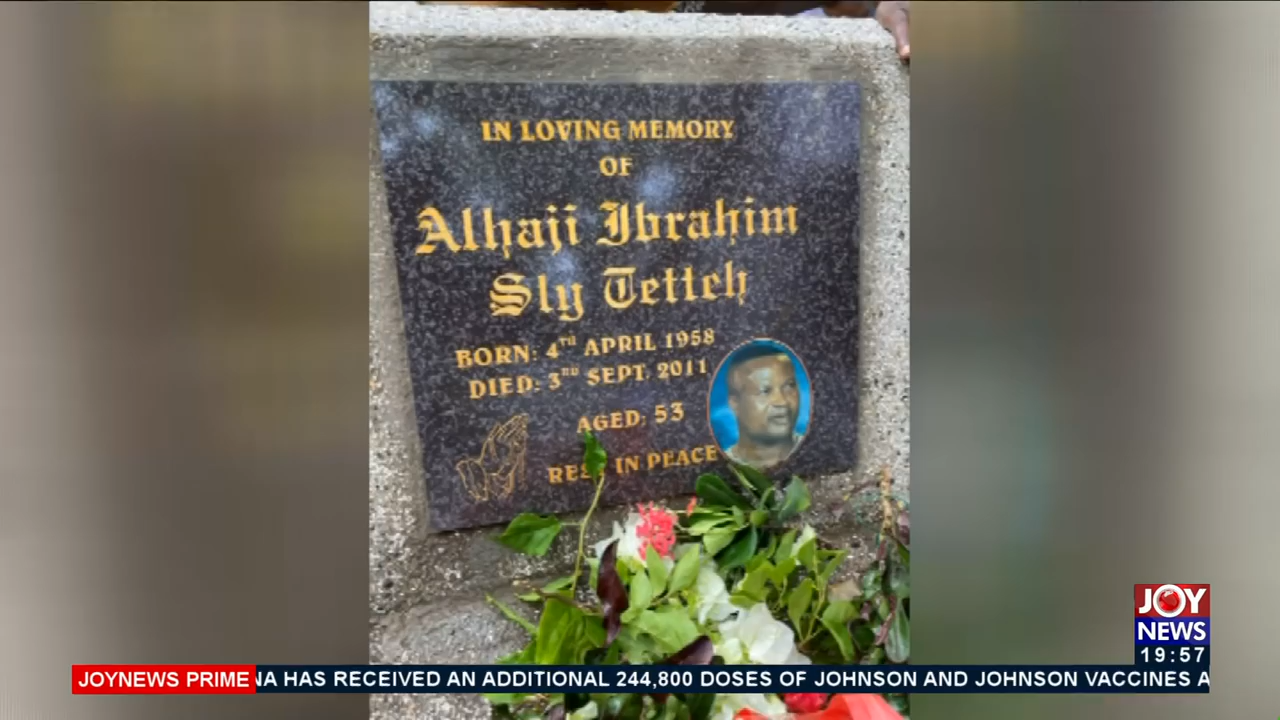 IN LOVING MEMORY
OF
Alhaji Ibrahim
Sly Tetteh
BORN: 4TH APRIL 1958
DIED: 3RD SEPT. 2011
AGED: 53
REST IN PEACE
JOY
NEWS
19:57
JOYNEWS PRIME
NA HAS RECEIVED AN ADDITIONAL 244,800 DOSES OF JOHNSON AND JOHNSON VACCINES A